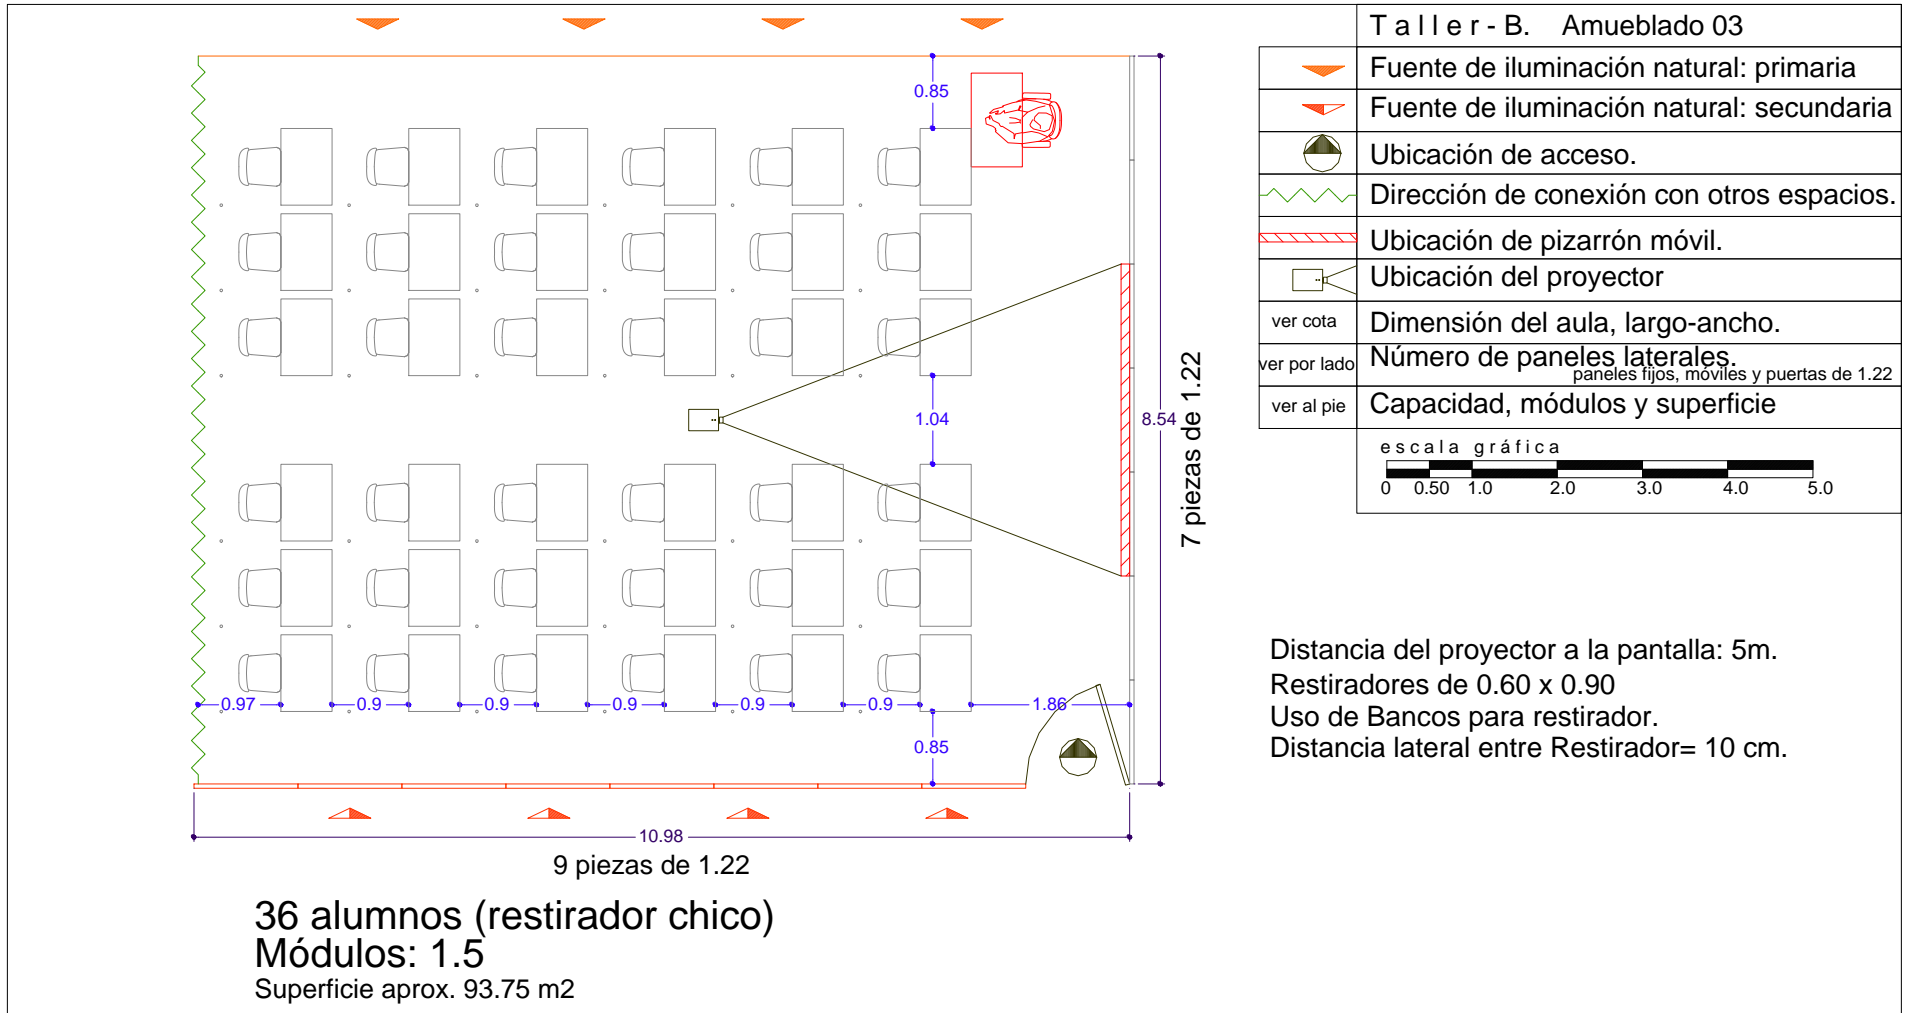 T a l l e r - B.    Amueblado 03
Fuente de iluminación natural: primaria
Fuente de iluminación natural: secundaria
Ubicación de acceso.
Dirección de conexión con otros espacios.
Ubicación de pizarrón móvil.
Ubicación del proyector
ver cota Dimensión del aula, largo-ancho.
ver por lado Número de paneles laterales.
paneles fijos, móviles y puertas de 1.22
ver al pie Capacidad, módulos y superficie
escala gráfica
0 0.50 1.0 2.0 3.0 4.0 5.0
0.85
1.04
8.54
7 piezas de 1.22
0.97 0.9 0.9 0.9 0.9 0.9 1.86
0.85
10.98
9 piezas de 1.22
Distancia del proyector a la pantalla: 5m.
Restiradores de 0.60 x 0.90
Uso de Bancos para restirador.
Distancia lateral entre Restirador= 10 cm.
36 alumnos (restirador chico)
Módulos: 1.5
Superficie aprox. 93.75 m2